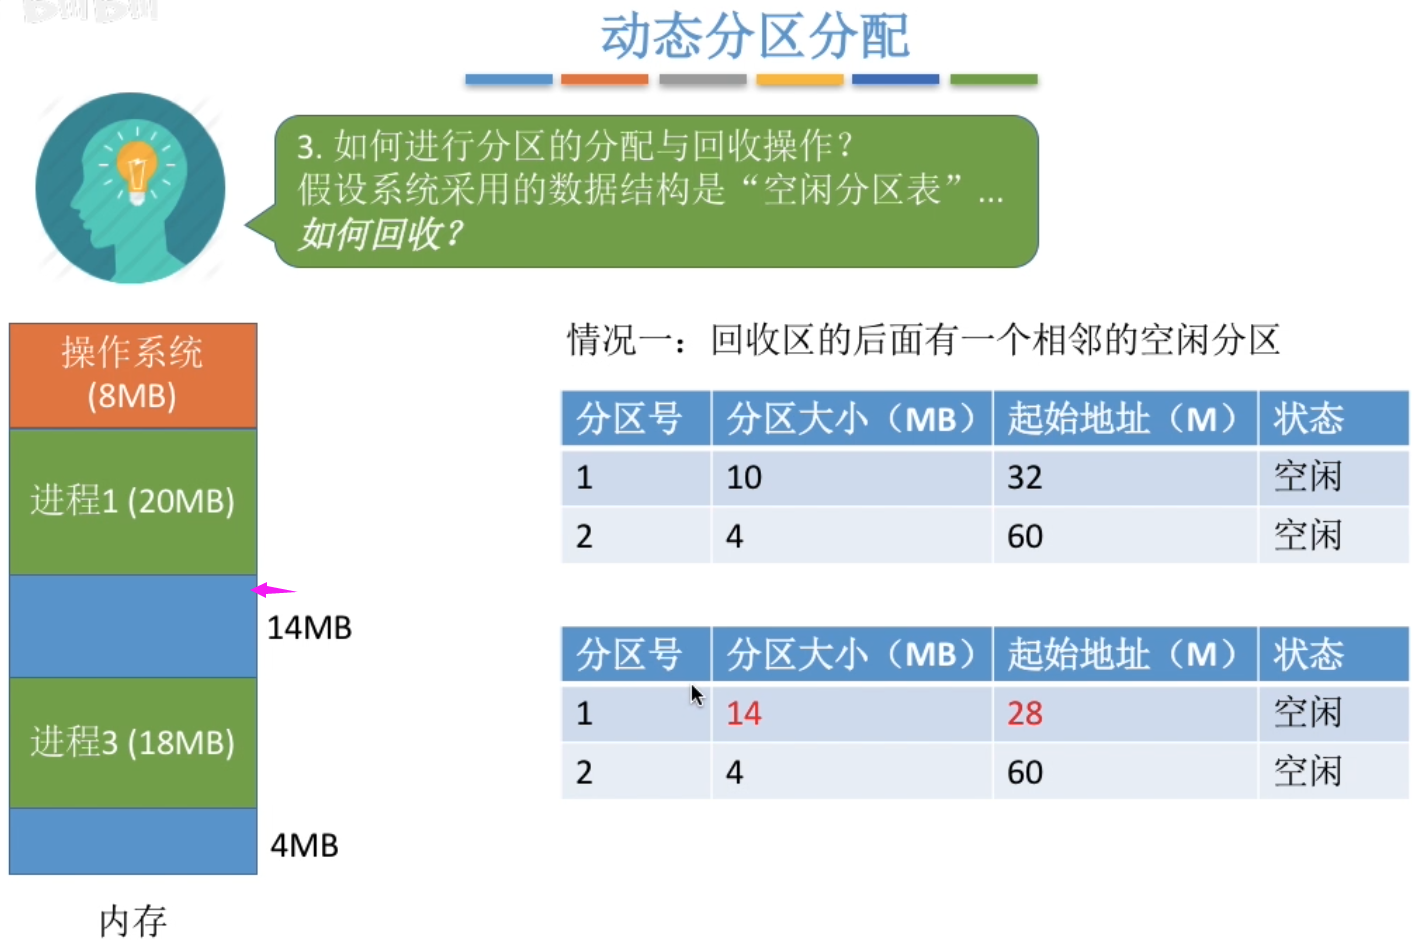 动态分区分配
3. 如何进行分区的分配与回收操作？
假设系统采用的数据结构是“空闲分区表”...
如何回收？
操作系统
(8MB)
进程1 (20MB)
14MB
进程3 (18MB)
4MB
内存
情况一：回收区的后面有一个相邻的空闲分区
分区号 分区大小（MB） 起始地址（M） 状态
1 10 32 空闲
2 4 60 空闲
分区号 分区大小（MB） 起始地址（M） 状态
1 14 28 空闲
2 4 60 空闲